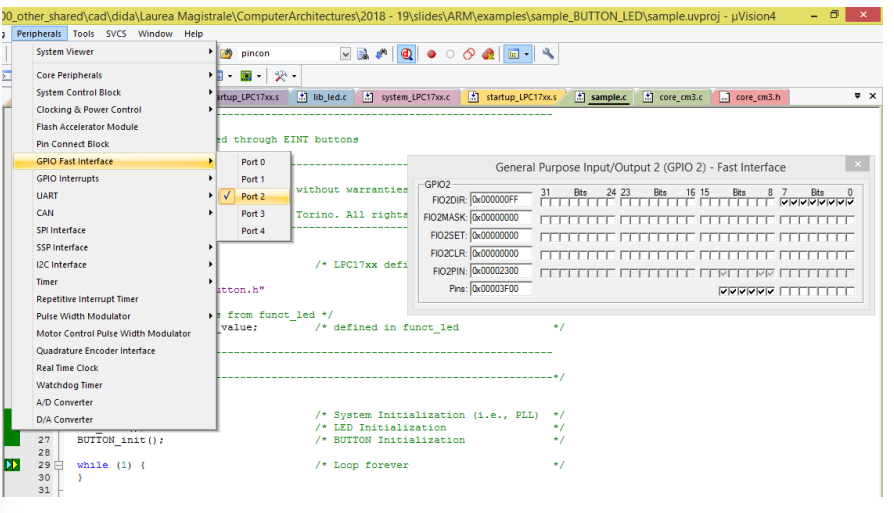 00_other_shared\cad\dida\Laurea Magistrale\ComputerArchitectures\2018 - 19\slides\ARM\examples\sample_BUTTON_LED\sample.uvproj - µVision4
Peripherals Tools SVCS Window Help
System Viewer
pincon
Core Peripherals
System Control Block
artup_LPC17xx.s lib_led.c system_LPC17xx.c startup_LPC17xx.s sample.c core_cm3.c core_cm3.h
Clocking & Power Control
Flash Accelerator Module
ed through EINT buttons
Pin Connect Block
GPIO Fast Interface
Port 0
GPIO Interrupts
Port 1
without warranties
UART
Port 2
CAN
Port 3
Torino. All rights
SPI Interface
Port 4
SSP Interface
I2C Interface
/* LPC17xx defi
Timer
utton.h"
Repetitive Interrupt Timer
Pulse Width Modulator
s from funct_led */
_value; /* defined in funct_led */
Motor Control Pulse Width Modulator
Quadrature Encoder Interface
Real Time Clock
Watchdog Timer
A/D Converter
D/A Converter
General Purpose Input/Output 2 (GPIO 2) - Fast Interface
GPIO2
31 Bits 24 23 Bits 16 15 Bits 8 7 Bits 0
FIO2DIR: 0x000000FF
FIO2MASK: 0x00000000
FIO2SET: 0x00000000
FIO2CLR: 0x00000000
FIO2PIN: 0x00002300
Pins: 0x00003F00
*/
/* System Initialization (i.e., PLL) */
/* LED Initialization */
27 BUTTON_init(); /* BUTTON Initialization */
28
29 while (1) { /* Loop forever */
30 }
31